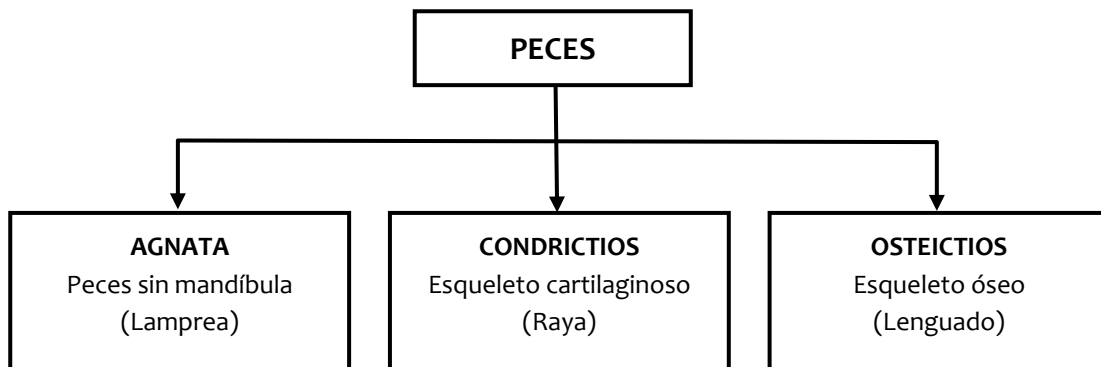 PECES
AGNATA
Peces sin mandíbula
(Lamprea)
CONDRICTIOS
Esqueleto cartilaginoso
(Raya)
OSTEICTIOS
Esqueleto óseo
(Lenguado)